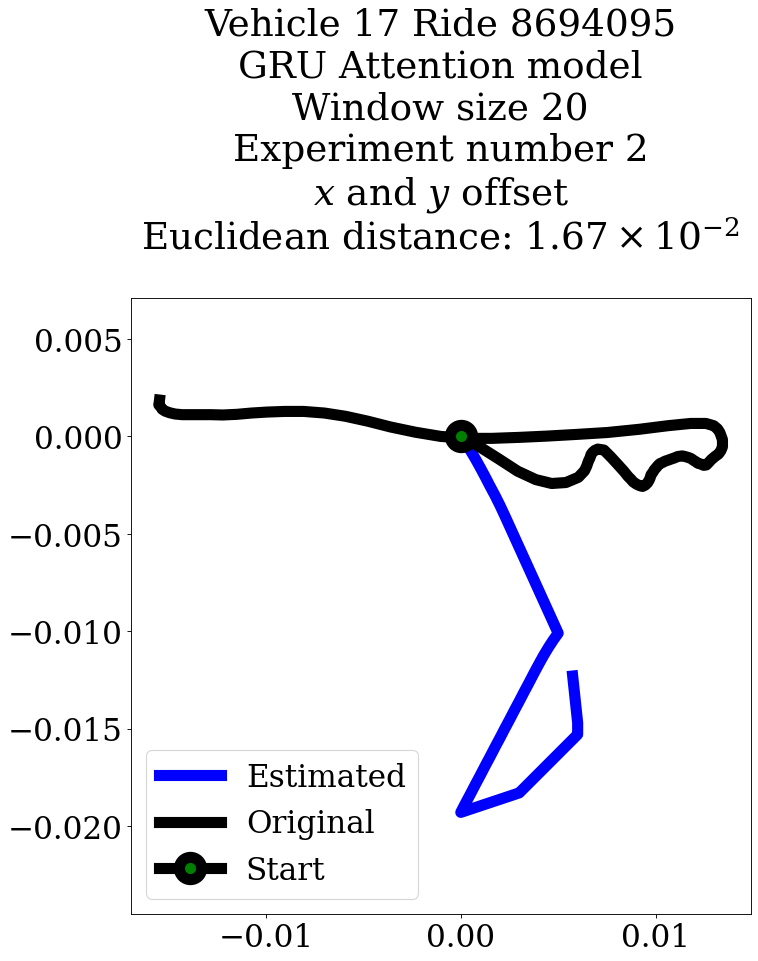 Vehicle 17 Ride 8694095
GRU Attention model
Window size 20
Experiment number 2
x and y offset
Euclidean distance: 1.67 × 10⁻²
0.005
0.000
−0.005
−0.010
−0.015
−0.020
Estimated
Original
Start
−0.01 0.00 0.01